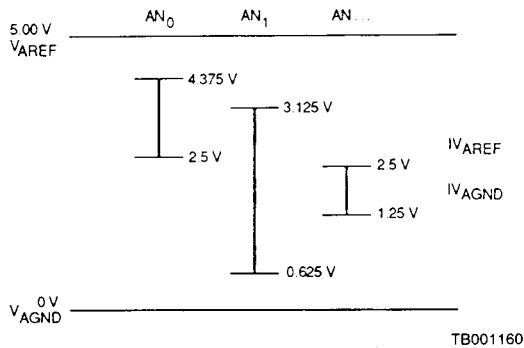 AN0 AN1 AN...
5.00 V
VAREF
4.375 V
3.125 V
2.5 V
2.5 V
IVAREF
IVAGND
1.25 V
0.625 V
0 V
VAGND
TB001160